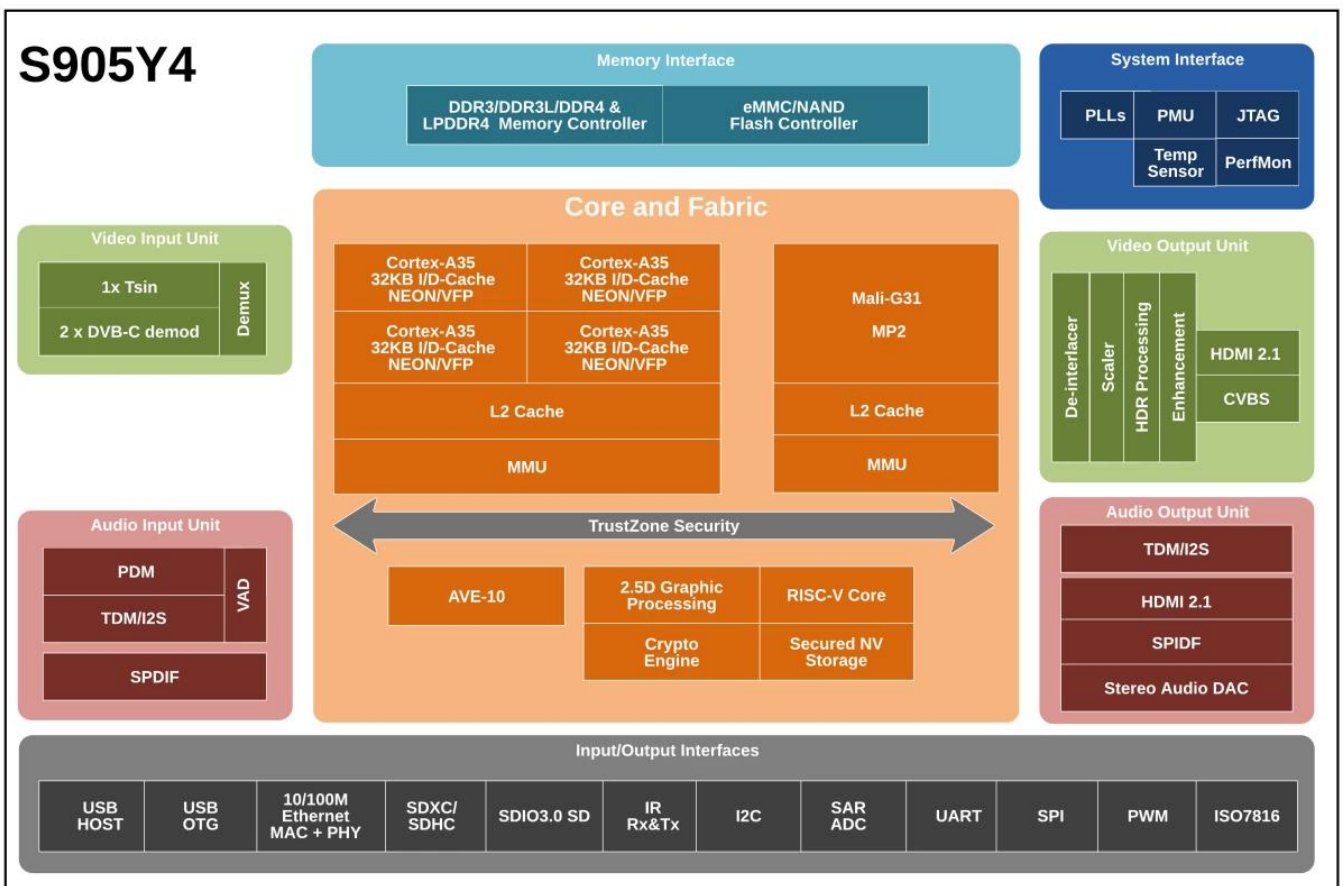 S905Y4
Memory Interface
DDR3/DDR3L/DDR4 &
LPDDR4 Memory Controller
eMMC/NAND
Flash Controller
System Interface
PLLs
PMU
JTAG
Temp
Sensor
PerfMon
Video Input Unit
1x Tsin
2 x DVB-C demod
Demux
Core and Fabric
Cortex-A35
32KB I/D-Cache
NEON/VFP
Cortex-A35
32KB I/D-Cache
NEON/VFP
Cortex-A35
32KB I/D-Cache
NEON/VFP
Cortex-A35
32KB I/D-Cache
NEON/VFP
L2 Cache
MMU
Mali-G31
MP2
L2 Cache
MMU
TrustZone Security
AVE-10
2.5D Graphic
Processing
RISC-V Core
Crypto
Engine
Secured NV
Storage
Video Output Unit
De-interlacer
Scaler
HDR Processing
Enhancement
HDMI 2.1
CVBS
Audio Input Unit
PDM
TDM/I2S
VAD
SPDIF
Audio Output Unit
TDM/I2S
HDMI 2.1
SPIDF
Stereo Audio DAC
Input/Output Interfaces
USB
HOST
USB
OTG
10/100M
Ethernet
MAC + PHY
SDXC/
SDHC
SDIO3.0 SD
IR
Rx&Tx
I2C
SAR
ADC
UART
SPI
PWM
ISO7816